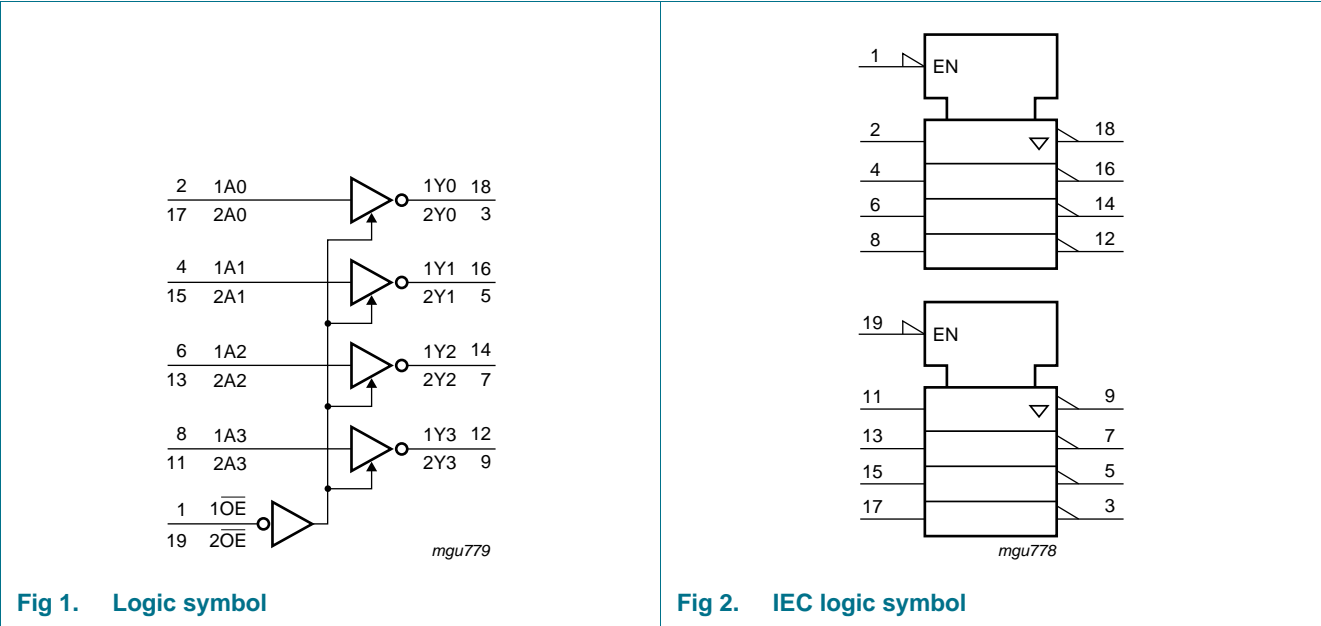 2 1A0 1Y0 18
17 2A0 2Y0 3
4 1A1 1Y1 16
15 2A1 2Y1 5
6 1A2 1Y2 14
13 2A2 2Y2 7
8 1A3 1Y3 12
11 2A3 2Y3 9
1 1O̅E̅
19 2O̅E̅
mgu779
Fig 1. Logic symbol
1 EN
2 18
4 16
6 14
8 12
19 EN
11 9
13 7
15 5
17 3
mgu778
Fig 2. IEC logic symbol